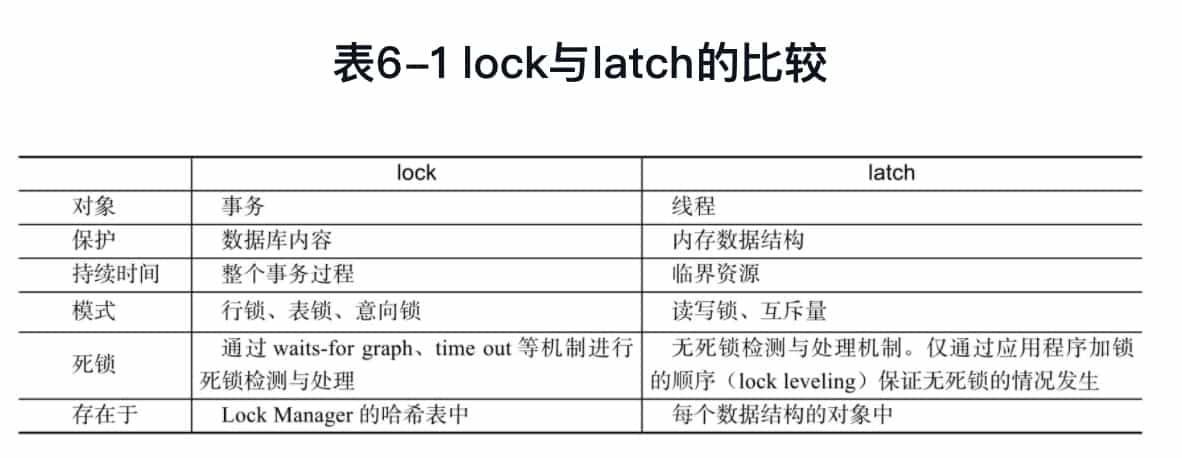 表6-1 lock与latch的比较
lock latch
对象 事务 线程
保护 数据库内容 内存数据结构
持续时间 整个事务过程 临界资源
模式 行锁、表锁、意向锁 读写锁、互斥量
死锁 通过 waits-for graph、time out 等机制进行 无死锁检测与处理机制。仅通过应用程序加锁
死锁检测与处理 的顺序（lock leveling）保证无死锁的情况发生
存在于 Lock Manager 的哈希表中 每个数据结构的对象中